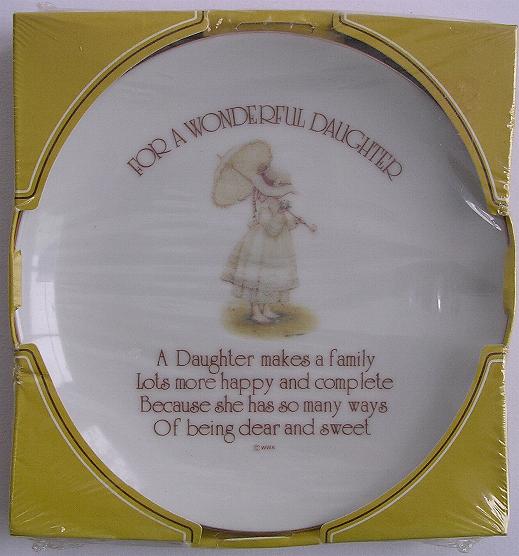 FOR A WONDERFUL DAUGHTER
A Daughter makes a family
Lots more happy and complete
Because she has so many ways
Of being dear and sweet
© WWA